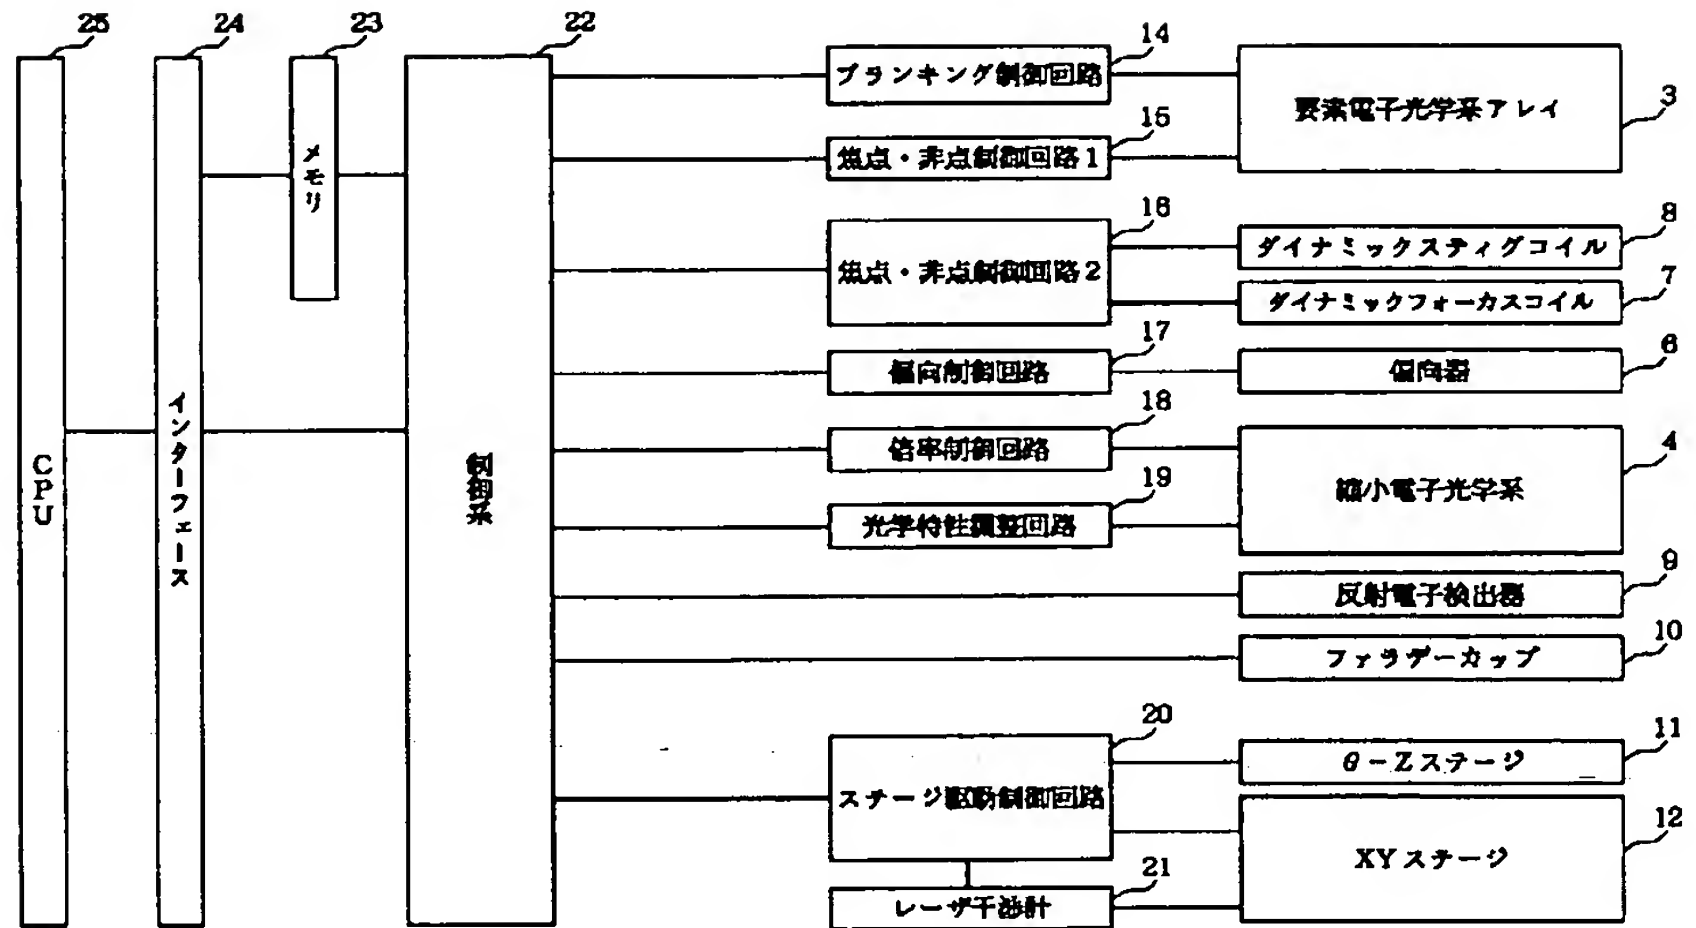 25
24
23
22
CPU
インターフェース
メモリ
制御系
14
ブランキング制御回路
15
焦点・非点制御回路1
16
焦点・非点制御回路2
17
偏向制御回路
18
倍率制御回路
19
光学特性調整回路
20
ステージ駆動制御回路
21
レーザ干渉計
3
要素電子光学系アレイ
8
ダイナミックスティグコイル
7
ダイナミックフォーカスコイル
6
偏向器
4
縮小電子光学系
9
反射電子検出器
10
ファラデーカップ
11
θ-Zステージ
12
XYステージ